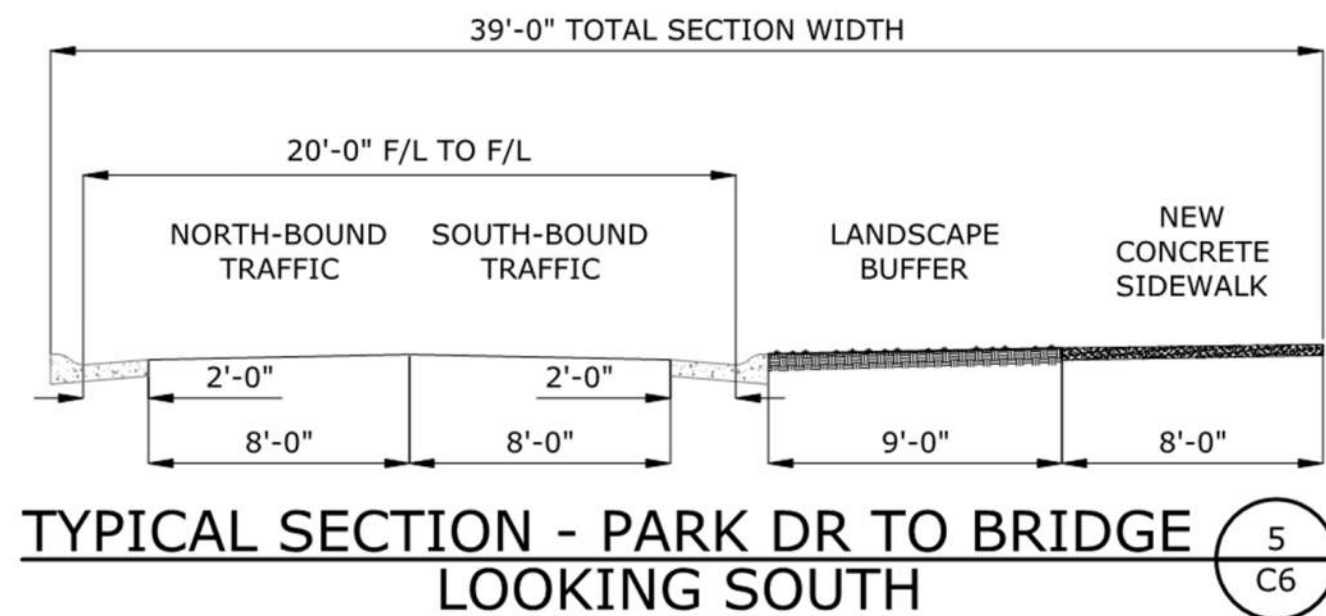 39'-0" TOTAL SECTION WIDTH
20'-0" F/L TO F/L
NORTH-BOUND
TRAFFIC
SOUTH-BOUND
TRAFFIC
LANDSCAPE
BUFFER
NEW
CONCRETE
SIDEWALK
2'-0"
2'-0"
8'-0"
8'-0"
9'-0"
8'-0"
TYPICAL SECTION - PARK DR TO BRIDGE
LOOKING SOUTH
5
C6